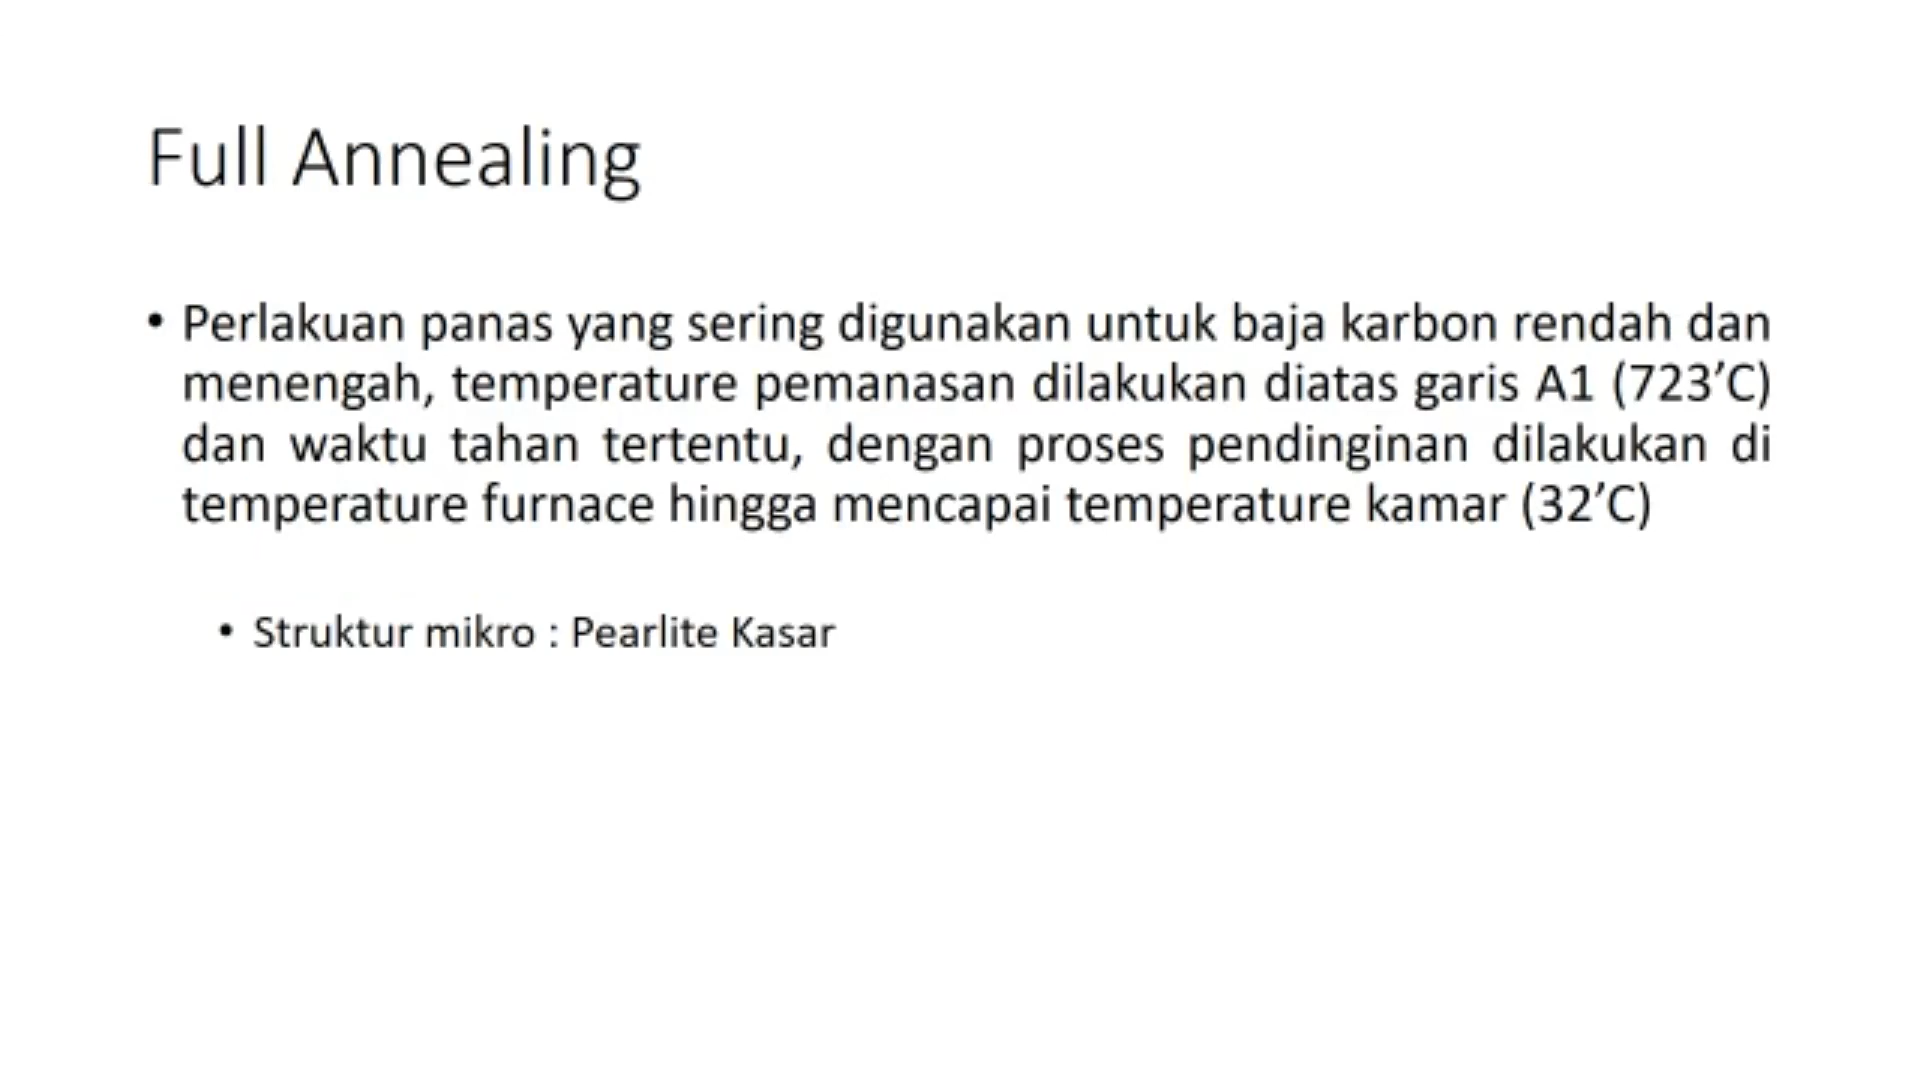 Full Annealing
• Perlakuan panas yang sering digunakan untuk baja karbon rendah dan
menengah, temperature pemanasan dilakukan diatas garis A1 (723’C)
dan waktu tahan tertentu, dengan proses pendinginan dilakukan di
temperature furnace hingga mencapai temperature kamar (32’C)
• Struktur mikro : Pearlite Kasar